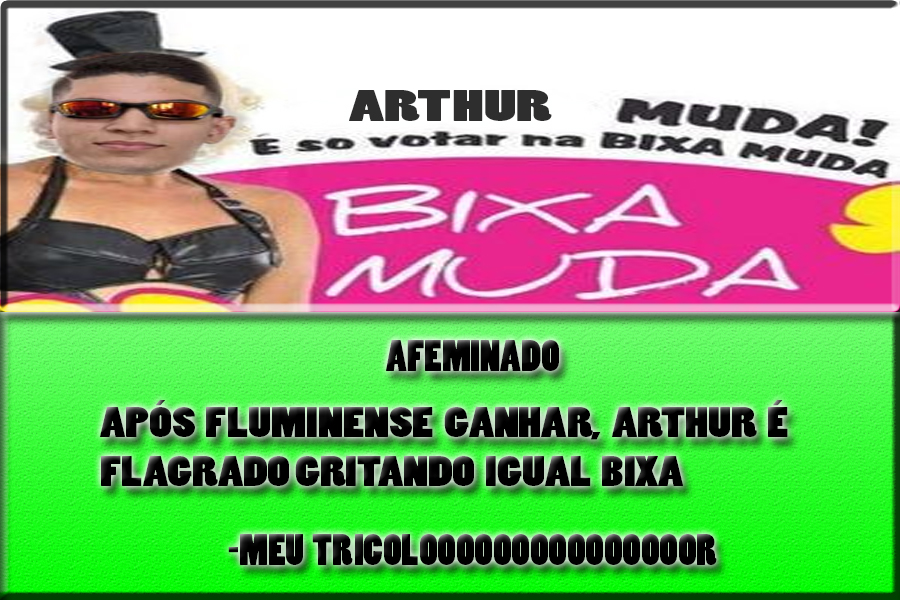 ARTHUR
MUDA!
É so votar na BIXA MUDA
BIXA
MUDA
AFEMINADO
APÓS FLUMINENSE GANHAR, ARTHUR É
FLAGRADO GRITANDO IGUAL BIXA
-MEU TRICOLOOOOOOOOOOOOOOOOR